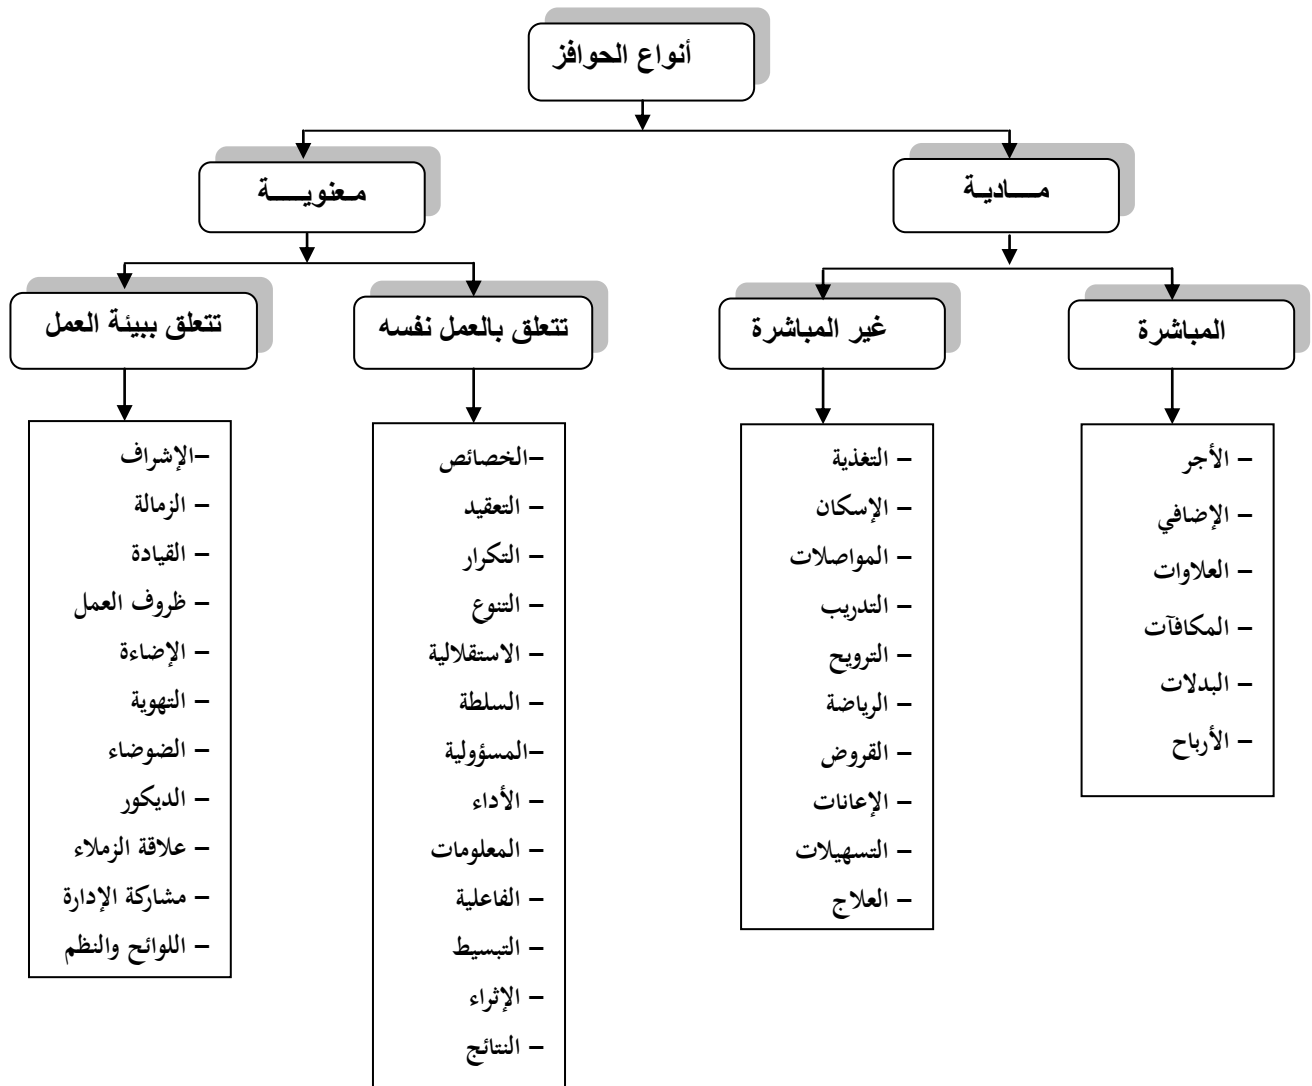 أنواع الحوافز
مـــــاديـة
مـعنويـــــة
المباشرة
غير المباشرة
تتعلق بالعمل نفسه
تتعلق ببيئة العمل
– الأجر
– الإضافي
– العلاوات
– المكافآت
– البدلات
– الأرباح
– التغذية
– الإسكان
– المواصلات
– التدريب
– الترويح
– الرياضة
– القروض
– الإعانات
– التسهيلات
– العلاج
–الخصائص
– التعقيد
– التكرار
– التنوع
– الاستقلالية
– السلطة
–المسؤولية
– الأداء
– المعلومات
– الفاعلية
– التبسيط
– الإثراء
– النتائج
–الإشراف
– الزمالة
– القيادة
– ظروف العمل
– الإضاءة
– التهوية
– الضوضاء
– الديكور
– علاقة الزملاء
– مشاركة الإدارة
– اللوائح والنظم